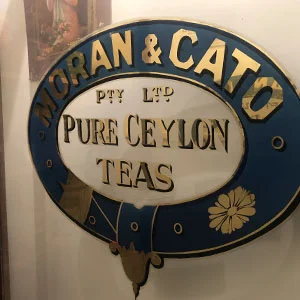 MORAN & CATO
PTY LTD
PURE CEYLON
TEAS